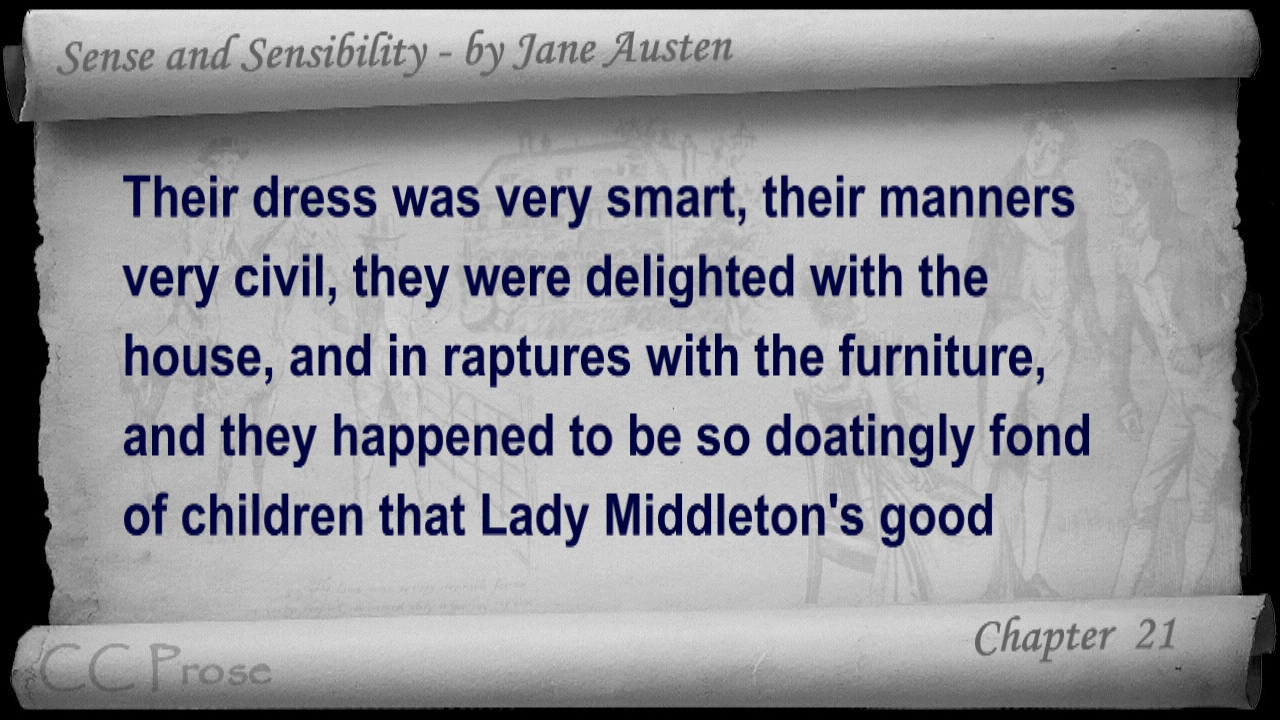 Sense and Sensibility - by Jane Austen
Their dress was very smart, their manners
very civil, they were delighted with the
house, and in raptures with the furniture,
and they happened to be so doatingly fond
of children that Lady Middleton's good
Chapter 21
CC Prose